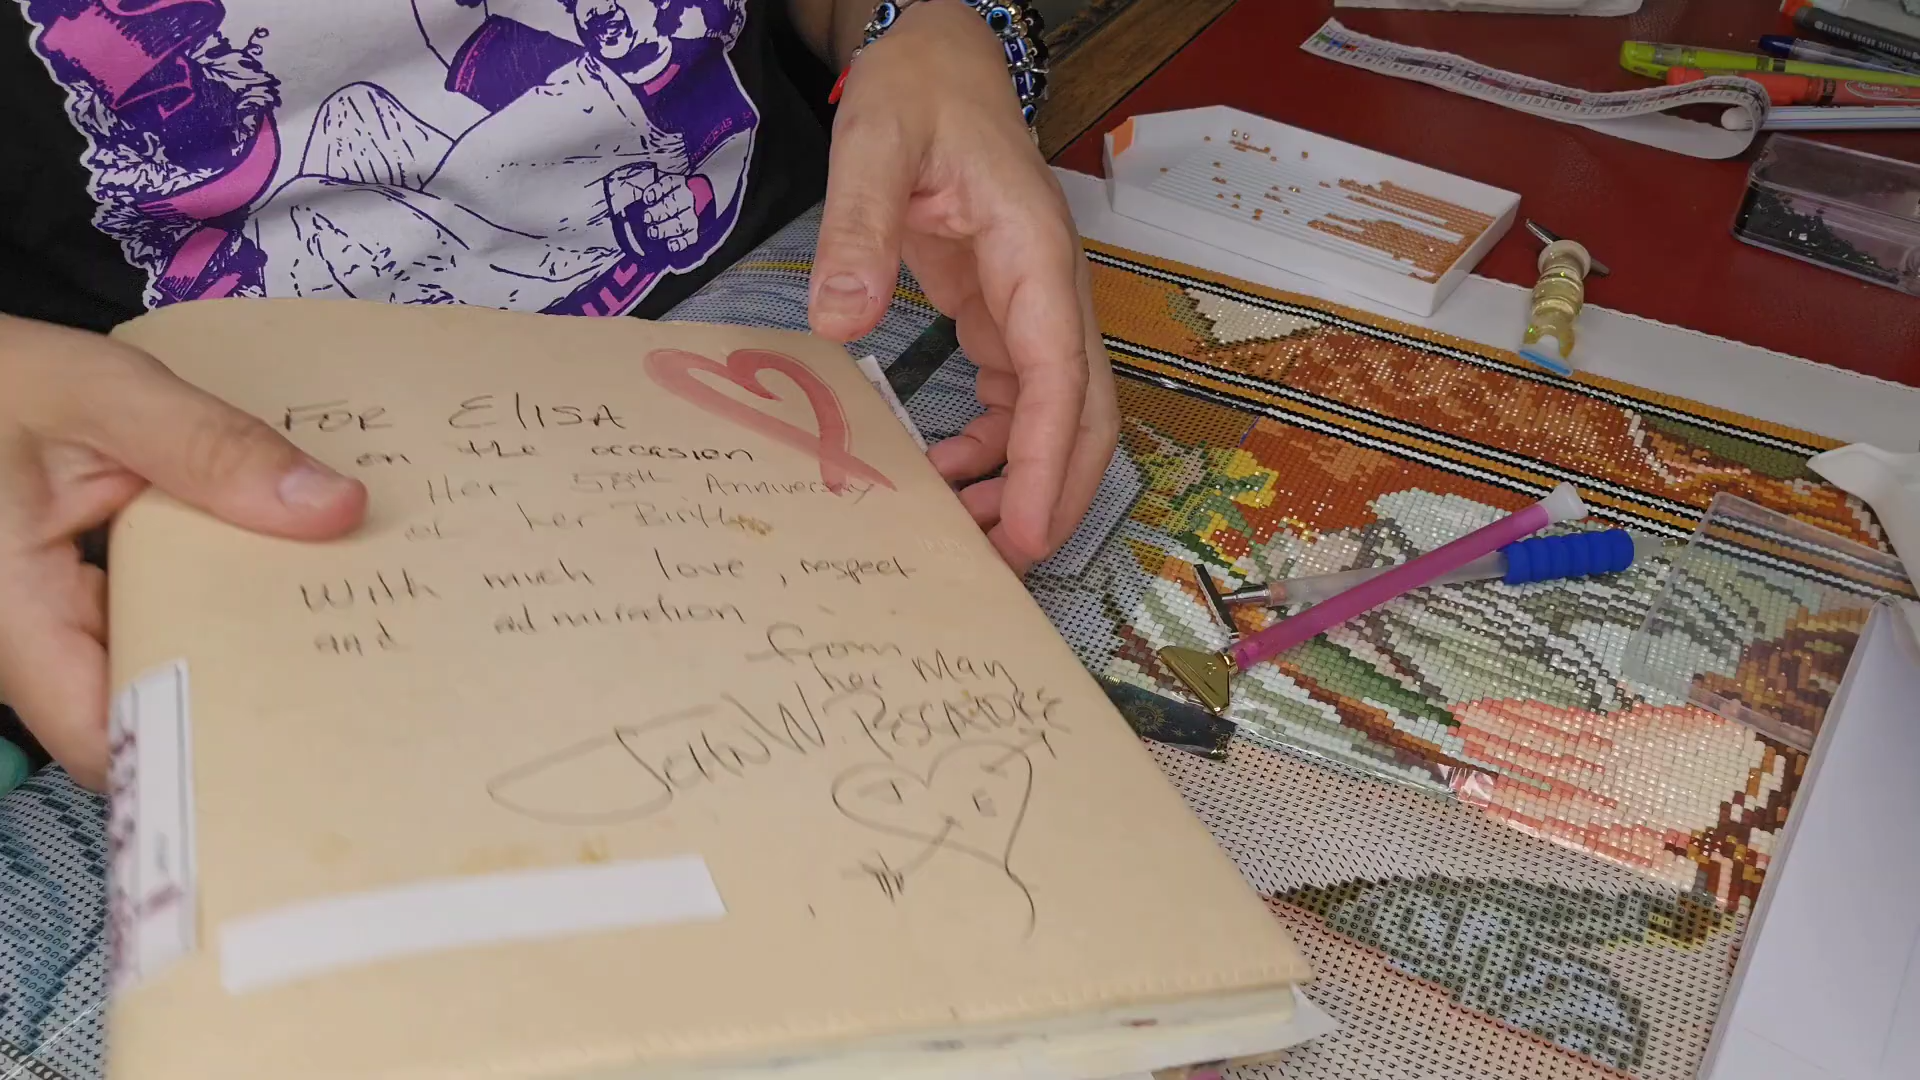 FOR ElISA
on the occasion
Her 58th Anniversary
of her Birth
With much love, respect
and admiration
from
her Man
John W. PESCATORE
J E